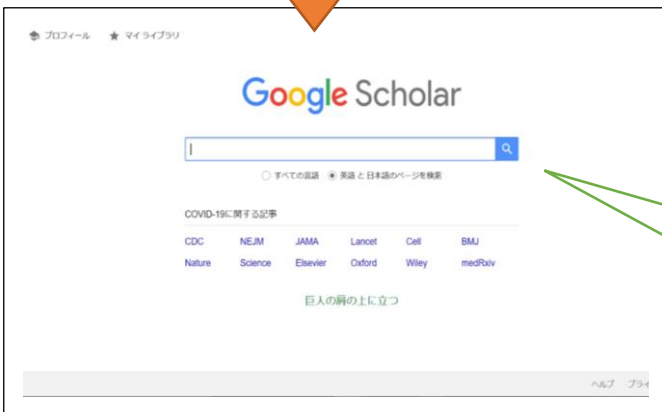 プロフィール ★ マイライブラリ
Google Scholar
すべての言語 英語 と 日本語のページを検索
COVID-19に関する記事
CDC NEJM JAMA Lancet Cell BMJ
Nature Science Elsevier Oxford Wiley medRxiv
巨人の肩の上に立つ
ヘルプ プライ